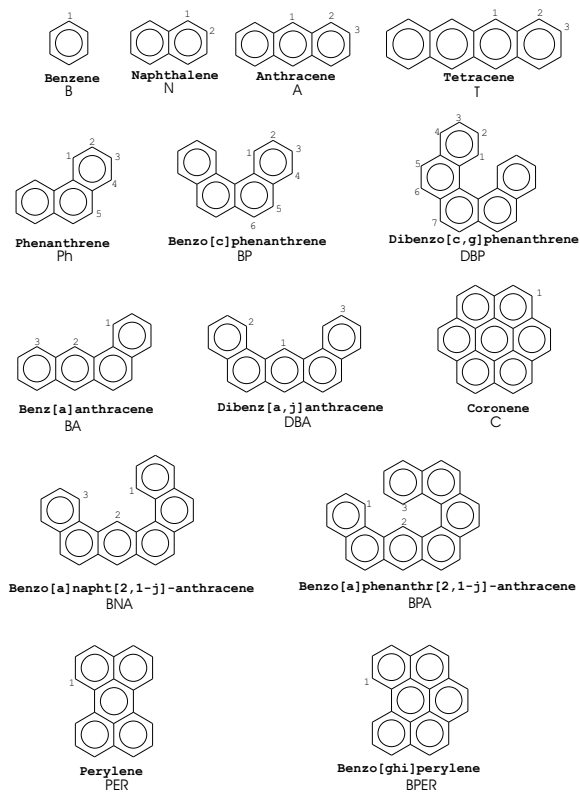 1 1 2 1 2 3 1 2 3
Benzene Naphthalene Anthracene Tetracene
B N A T
1 2 3 4 5
1 2 3 4 5 6
1 2 3 4 5 6 7
Phenanthrene Benzo[c]phenanthrene Dibenzo[c,g]phenanthrene
Ph BP DBP
3 2 1
2 1 3
1
Benz[a]anthracene Dibenz[a,j]anthracene Coronene
BA DBA C
3 2 1
1 2 3
Benzo[a]napht[2,1-j]-anthracene Benzo[a]phenanthr[2,1-j]-anthracene
BNA BPA
1 1
Perylene Benzo[ghi]perylene
PER BPER